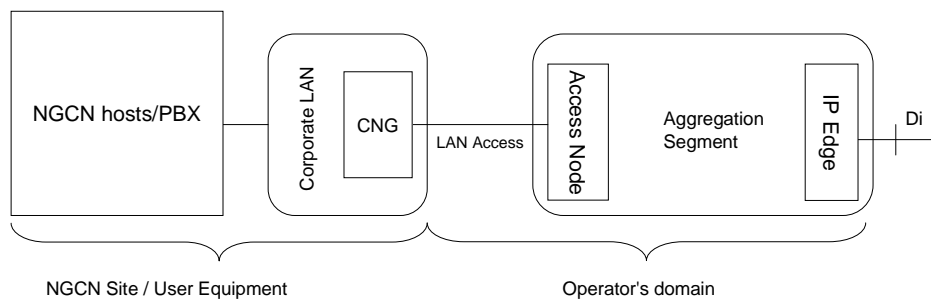 NGCN hosts/PBX
Corporate LAN
CNG
LAN Access
Access Node
Aggregation
Segment
IP Edge
Di
NGCN Site / User Equipment
Operator's domain